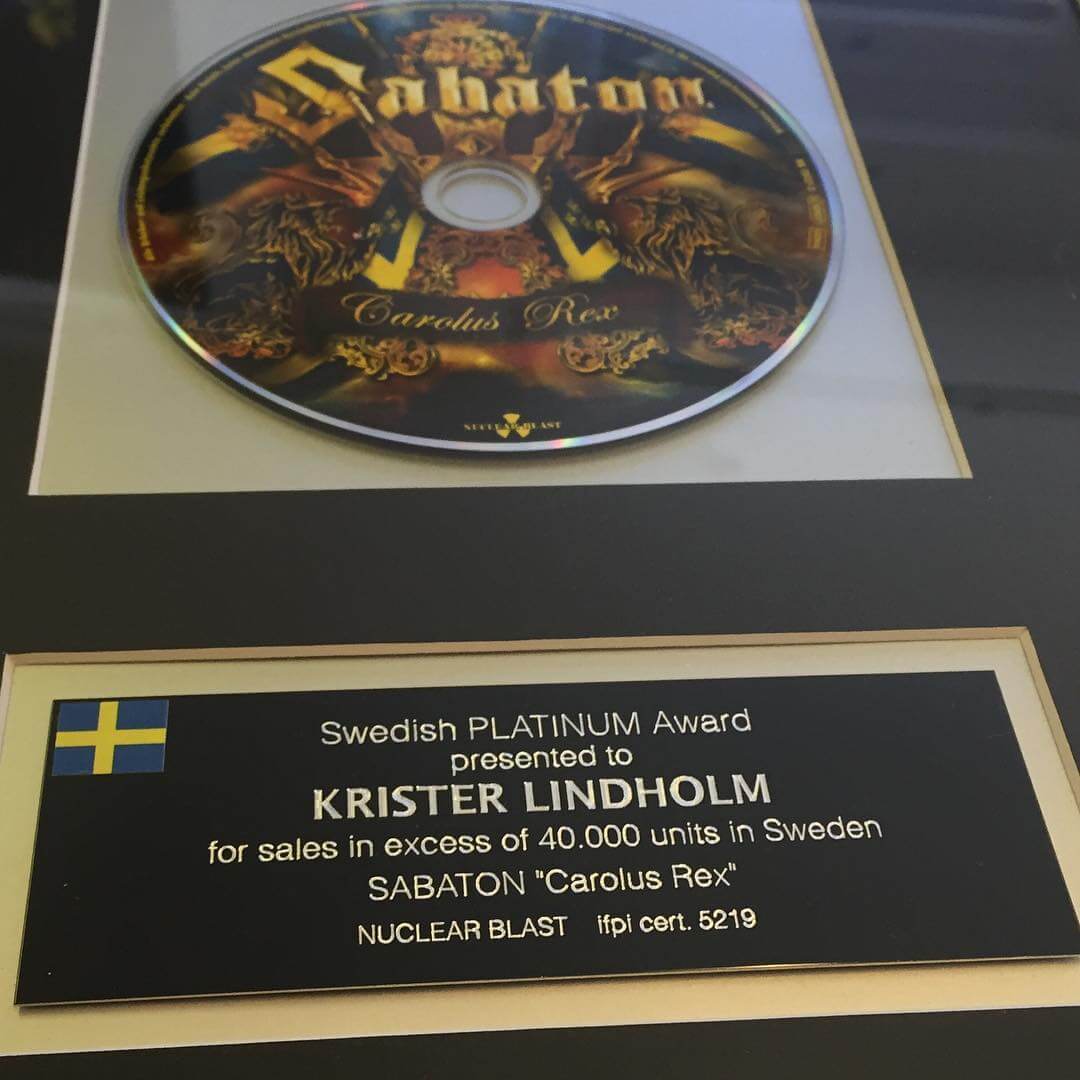 Sabaton
Carolus Rex
NUCLEAR BLAST
Swedish PLATINUM Award
presented to
KRISTER LINDHOLM
for sales in excess of 40.000 units in Sweden
SABATON "Carolus Rex"
NUCLEAR BLAST ifpi cert. 5219